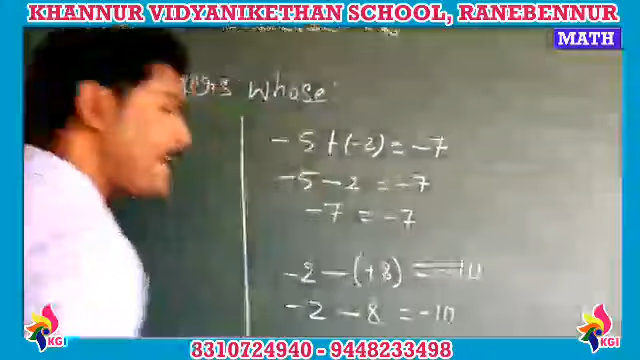 KHANNUR VIDYANIKETHAN SCHOOL, RANEBENNUR
MATH
whose:
-5+(-2)=-7
-5-2=-7
-7=-7
-2-(+8)=-10
-2-8=-10
KGI
KGI
8310724940 - 9448233498